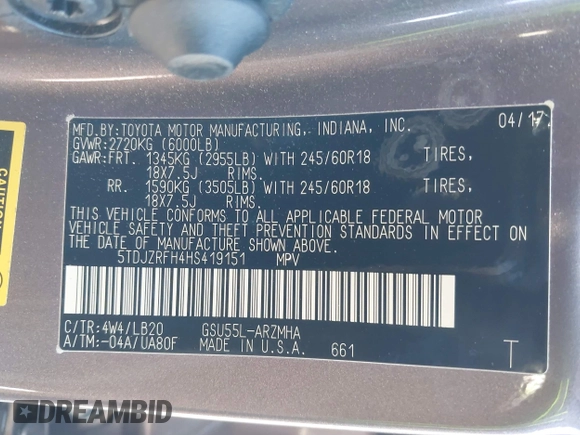 MFD.BY:TOYOTA MOTOR MANUFACTURING, INDIANA, INC. 04/17
GVWR:2720KG (6000LB)
GAWR:FRT. 1345KG (2955LB) WITH 245/60R18 TIRES,
18X7.5J RIMS.
RR. 1590KG (3505LB) WITH 245/60R18 TIRES,
18X7.5J RIMS.
THIS VEHICLE CONFORMS TO ALL APPLICABLE FEDERAL MOTOR
VEHICLE SAFETY AND THEFT PREVENTION STANDARDS IN EFFECT ON
THE DATE OF MANUFACTURE SHOWN ABOVE.
5TDJZRFH4HS419151 MPV
C/TR:4W4/LB20 GSU55L-ARZMHA
A/TM:-04A/UA80F MADE IN U.S.A. 661 T
CAUTION
DREAMBID